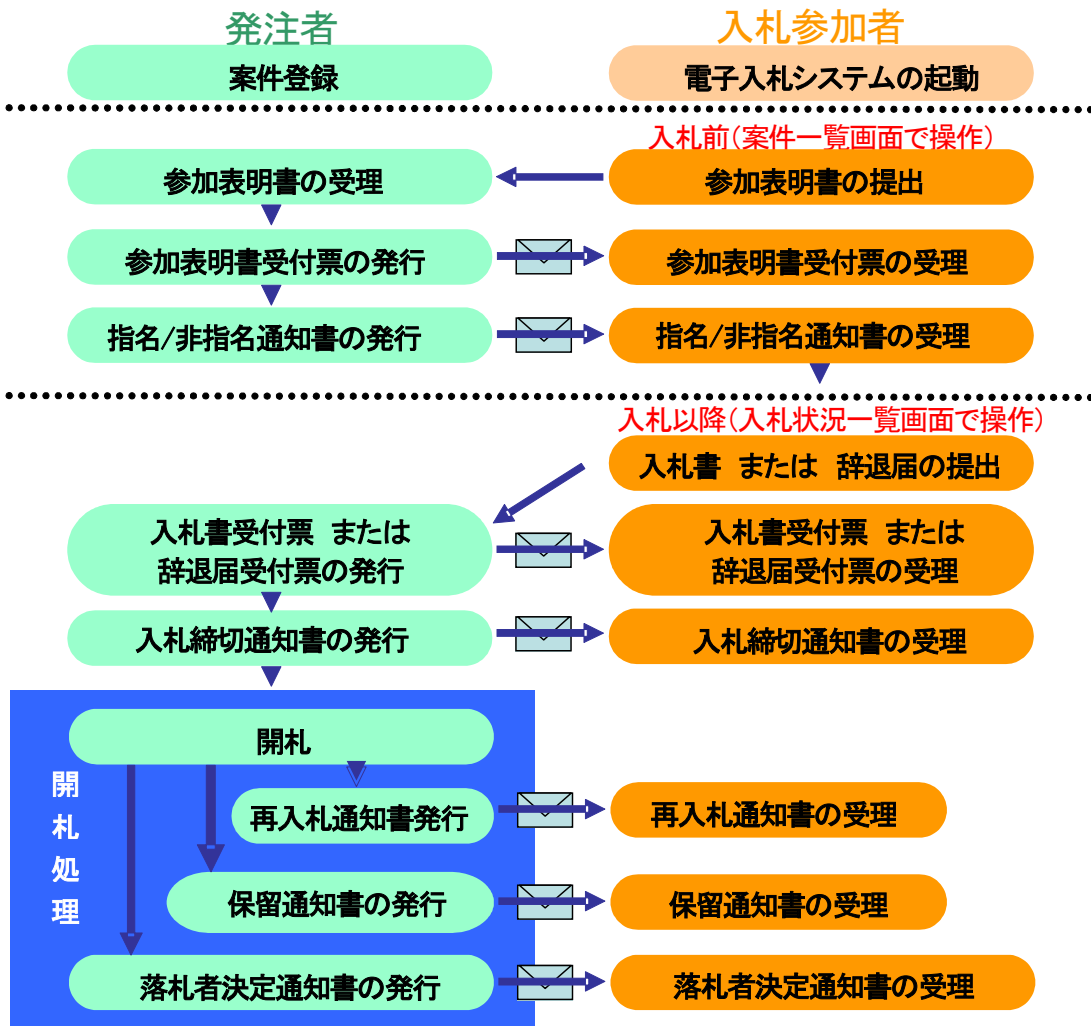 発注者
入札参加者
案件登録
電子入札システムの起動
入札前(案件一覧画面で操作)
参加表明書の受理
参加表明書の提出
参加表明書受付票の発行
参加表明書受付票の受理
指名/非指名通知書の発行
指名/非指名通知書の受理
入札以降(入札状況一覧画面で操作)
入札書 または 辞退届の提出
入札書受付票 または
辞退届受付票の発行
入札書受付票 または
辞退届受付票の受理
入札締切通知書の発行
入札締切通知書の受理
開札処理
開札
再入札通知書発行
再入札通知書の受理
保留通知書の発行
保留通知書の受理
落札者決定通知書の発行
落札者決定通知書の受理